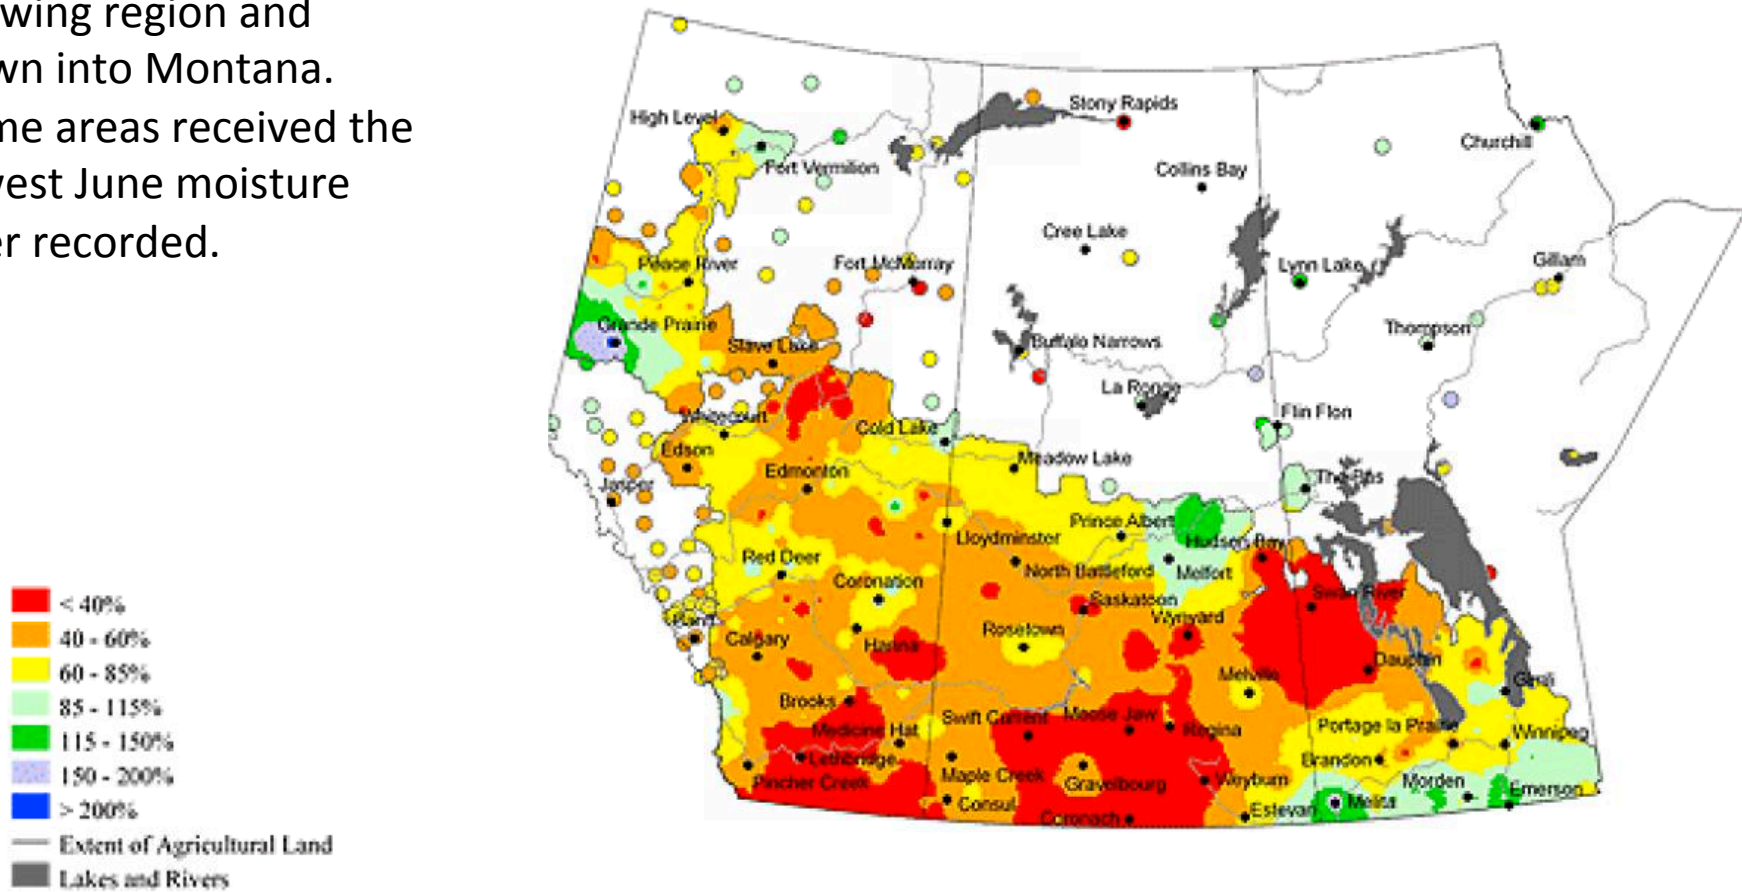 wing region and
wn into Montana.
me areas received the
vest June moisture
er recorded.
High Level
Fort Vermilion
Stony Rapids
Churchill
Collins Bay
Cree Lake
Peace River
Fort McMurray
Lynn Lake
Gillam
Grande Prairie
Slave Lake
Buffalo Narrows
Thompson
La Ronge
Whitecourt
Cold Lake
Flin Flon
Edson
Edmonton
Meadow Lake
The Pas
Jasper
Prince Albert
Lloydminster
Hudson Bay
Red Deer
North Battleford
Melfort
Coronation
Saskatoon
Swan River
Banff
Calgary
Hanna
Rosetown
Wynyard
Dauphin
Melville
Gimli
Brooks
Swift Current
Moose Jaw
Medicine Hat
Regina
Portage la Prairie
Winnipeg
Lethbridge
Brandon
Pincher Creek
Maple Creek
Gravelbourg
Weyburn
Morden
Consul
Estevan
Melita
Emerson
Coronach
< 40%
40 - 60%
60 - 85%
85 - 115%
115 - 150%
150 - 200%
> 200%
Extent of Agricultural Land
Lakes and Rivers